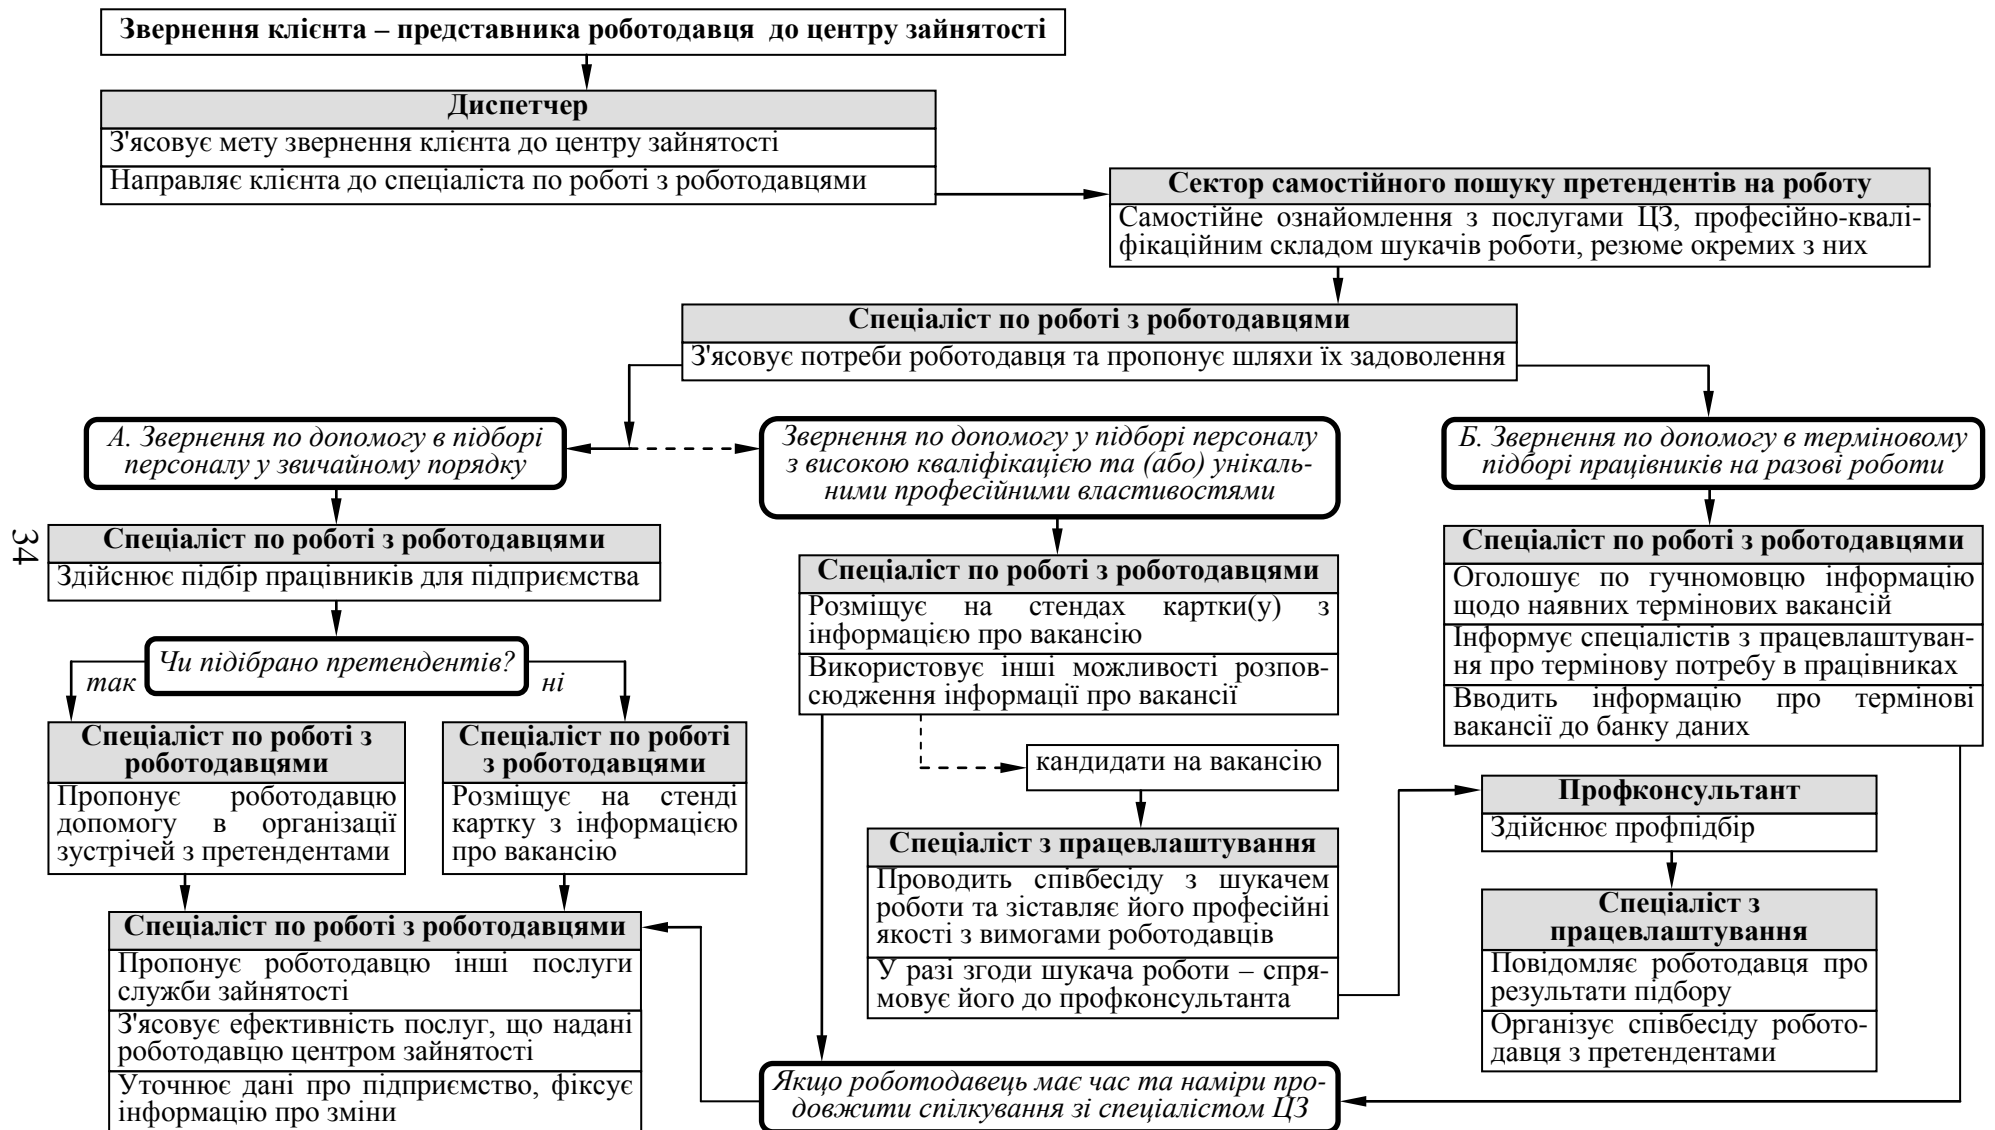 Звернення клієнта – представника роботодавця до центру зайнятості
Диспетчер
З'ясовує мету звернення клієнта до центру зайнятості
Направляє клієнта до спеціаліста по роботі з роботодавцями
Сектор самостійного пошуку претендентів на роботу
Самостійне ознайомлення з послугами ЦЗ, професійно-квалі-
фікаційним складом шукачів роботи, резюме окремих з них
Спеціаліст по роботі з роботодавцями
З'ясовує потреби роботодавця та пропонує шляхи їх задоволення
А. Звернення по допомогу в підборі
персоналу у звичайному порядку
Звернення по допомогу у підборі персоналу
з високою кваліфікацією та (або) унікаль-
ними професійними властивостями
Б. Звернення по допомогу в терміновому
підборі працівників на разові роботи
34
Спеціаліст по роботі з роботодавцями
Здійснює підбір працівників для підприємства
Чи підібрано претендентів?
так
ні
Спеціаліст по роботі з
роботодавцями
Пропонує роботодавцю
допомогу в організації
зустрічей з претендентами
Спеціаліст по роботі
з роботодавцями
Розміщує на стенді
картку з інформацією
про вакансію
Спеціаліст по роботі з роботодавцями
Пропонує роботодавцю інші послуги
служби зайнятості
З'ясовує ефективність послуг, що надані
роботодавцю центром зайнятості
Уточнює дані про підприємство, фіксує
інформацію про зміни
Спеціаліст по роботі з роботодавцями
Розміщує на стендах картки(у) з
інформацією про вакансію
Використовує інші можливості розпов-
сюдження інформації про вакансії
кандидати на вакансію
Спеціаліст з працевлаштування
Проводить співбесіду з шукачем
роботи та зіставляє його професійні
якості з вимогами роботодавців
У разі згоди шукача роботи – спря-
мовує його до профконсультанта
Якщо роботодавець має час та наміри про-
довжити спілкування зі спеціалістом ЦЗ
Спеціаліст по роботі з роботодавцями
Оголошує по гучномовцю інформацію
щодо наявних термінових вакансій
Інформує спеціалістів з працевлаштуван-
ня про термінову потребу в працівниках
Вводить інформацію про термінові
вакансії до банку даних
Профконсультант
Здійснює профпідбір
Спеціаліст з
працевлаштування
Повідомляє роботодавця про
результати підбору
Організує співбесіду робото-
давця з претендентами